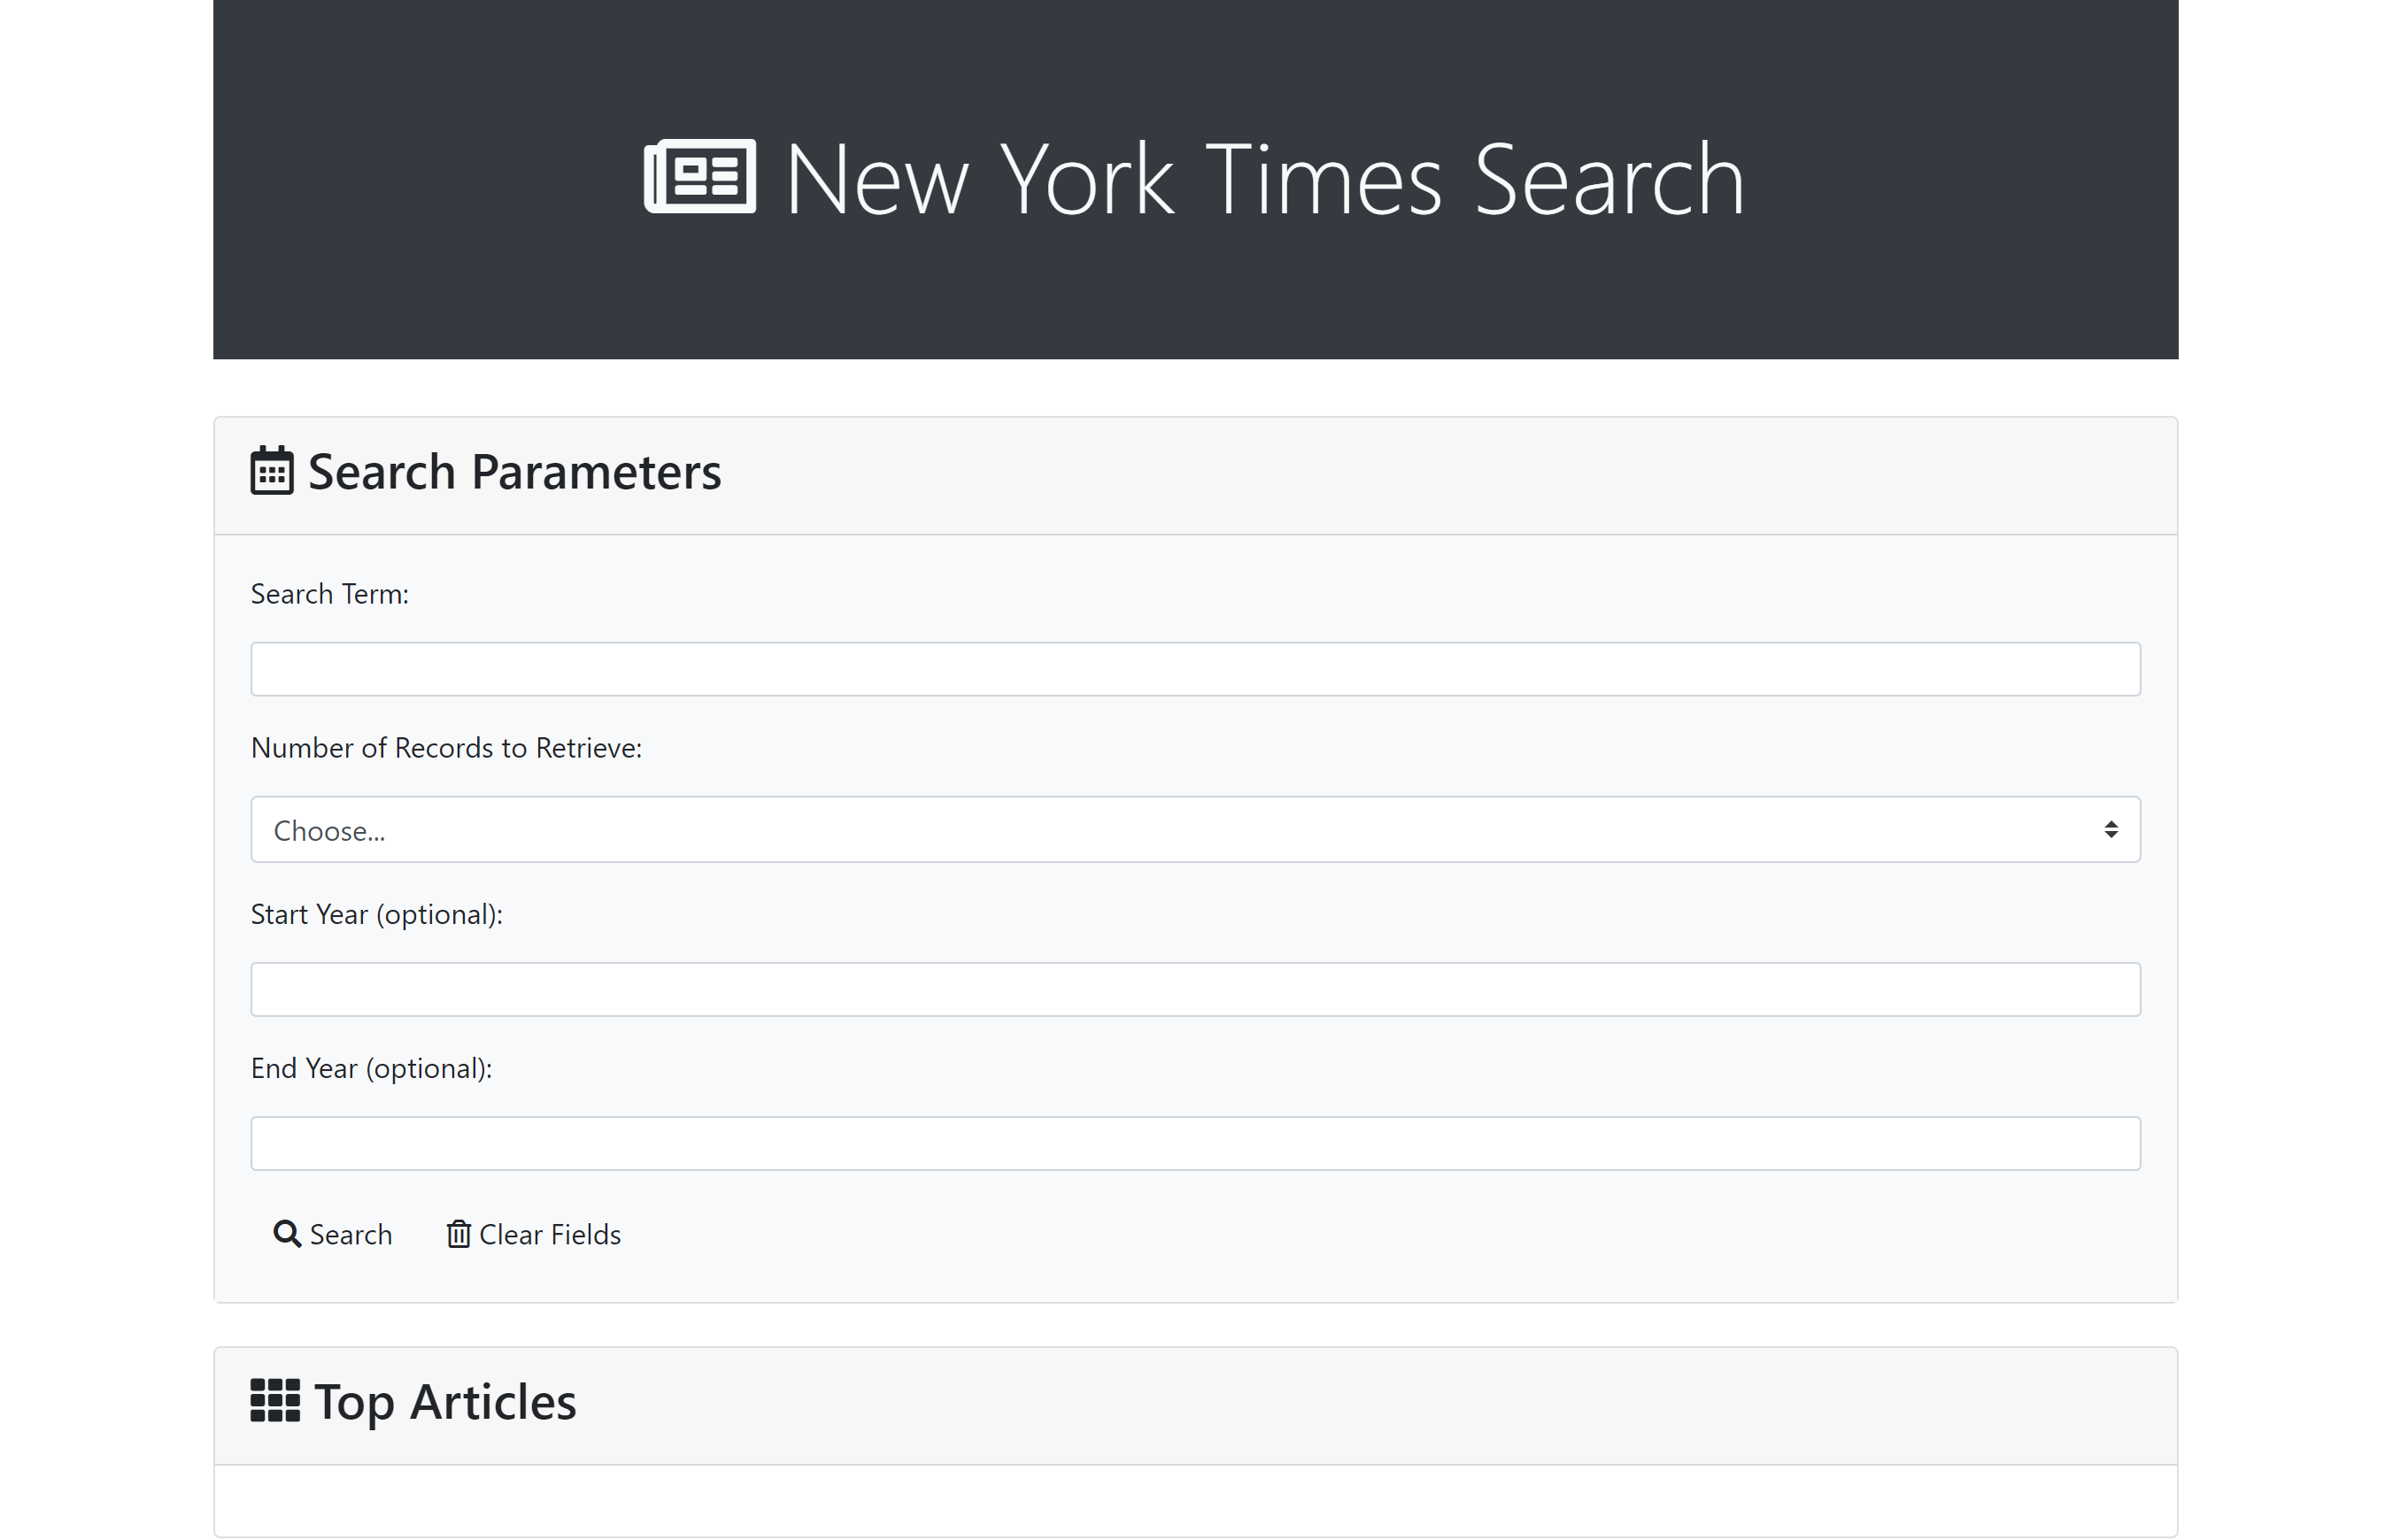 New York Times Search
Search Parameters
Search Term:
Number of Records to Retrieve:
Choose...
Start Year (optional):
End Year (optional):
Search
Clear Fields
Top Articles